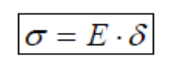 σ = E · δ